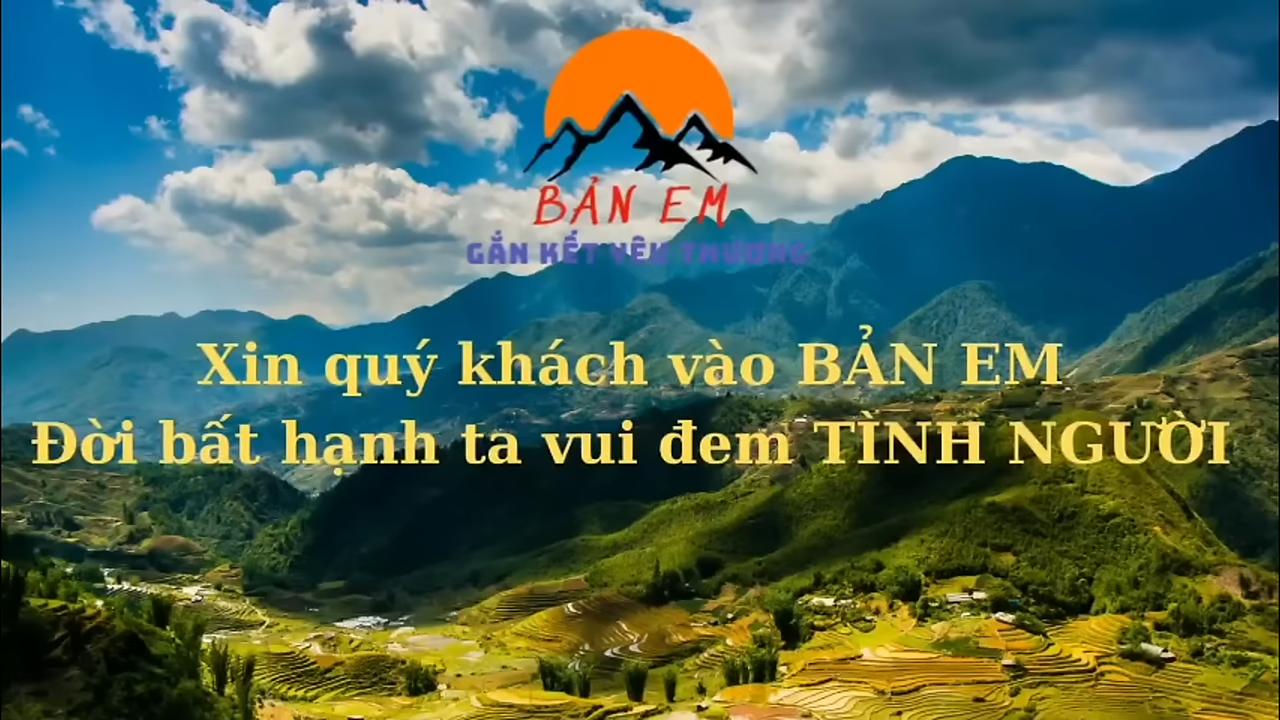 BẢN EM
GẮN KẾT YÊU THƯƠNG
Xin quý khách vào BẢN EM
Đời bất hạnh ta vui đem TÌNH NGƯỜI